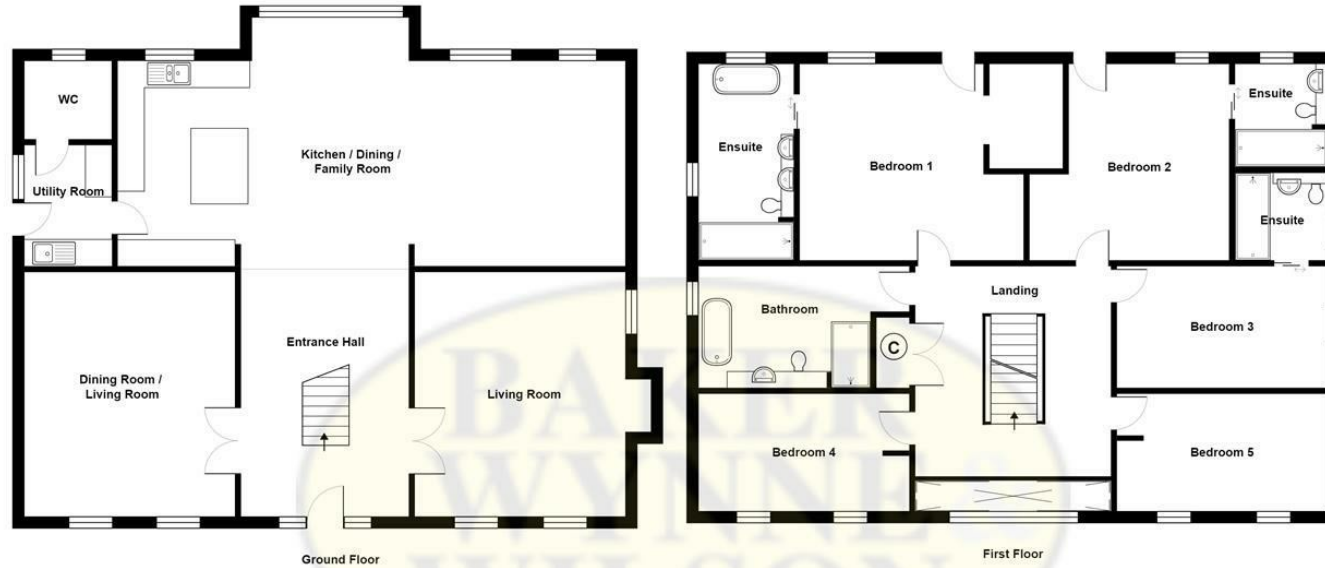 WC
Utility Room
Kitchen / Dining /
Family Room
Entrance Hall
Dining Room /
Living Room
Living Room
Ground Floor
Ensuite
Bedroom 1
Bedroom 2
Ensuite
Ensuite
Landing
Bathroom
C
Bedroom 3
Bedroom 4
Bedroom 5
First Floor
BAKER
WYNNE &
WILSON